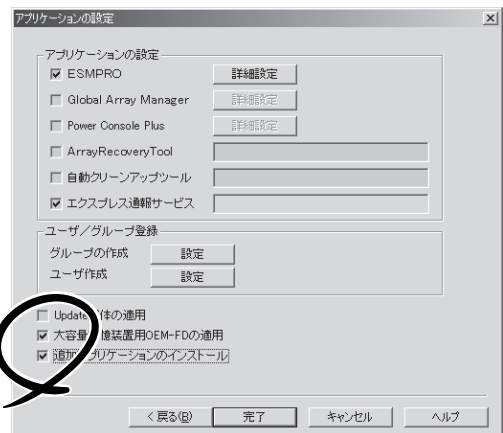 アプリケーションの設定
アプリケーションの設定
ESMPRO 詳細設定
Global Array Manager 詳細設定
Power Console Plus 詳細設定
ArrayRecoveryTool
自動クリーンアップツール
エクスプレス通報サービス
ユーザ/グループ登録
グループの作成 設定
ユーザ作成 設定
Update 体の適用
大容量 憶装置用OEM-FDの適用
追加 プリケーションのインストール
< 戻る(B) 完了 キャンセル ヘルプ